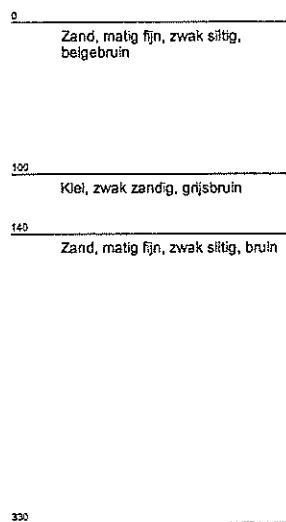 0
Zand, matig fijn, zwak siltig,
beigebruin
100
Klei, zwak zandig, grijsbruin
140
Zand, matig fijn, zwak siltig, bruin
330